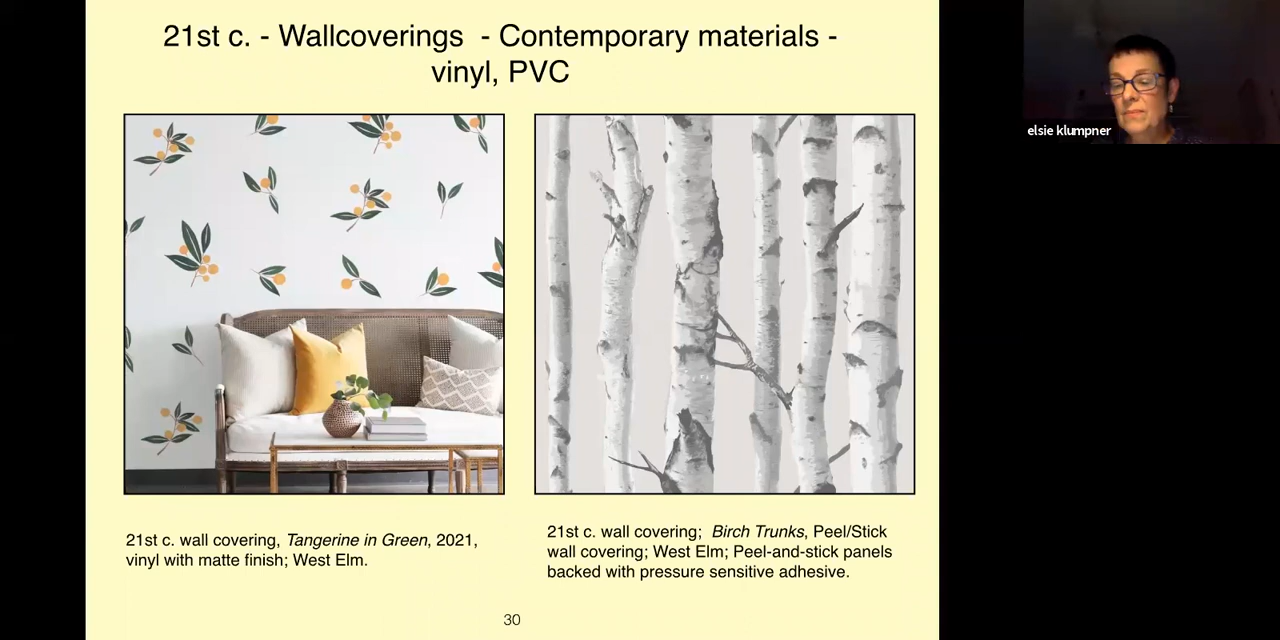 21st c. - Wallcoverings - Contemporary materials -
vinyl, PVC
elsie klumpner
21st c. wall covering, Tangerine in Green, 2021,
vinyl with matte finish; West Elm.
21st c. wall covering; Birch Trunks, Peel/Stick
wall covering; West Elm; Peel-and-stick panels
backed with pressure sensitive adhesive.
30